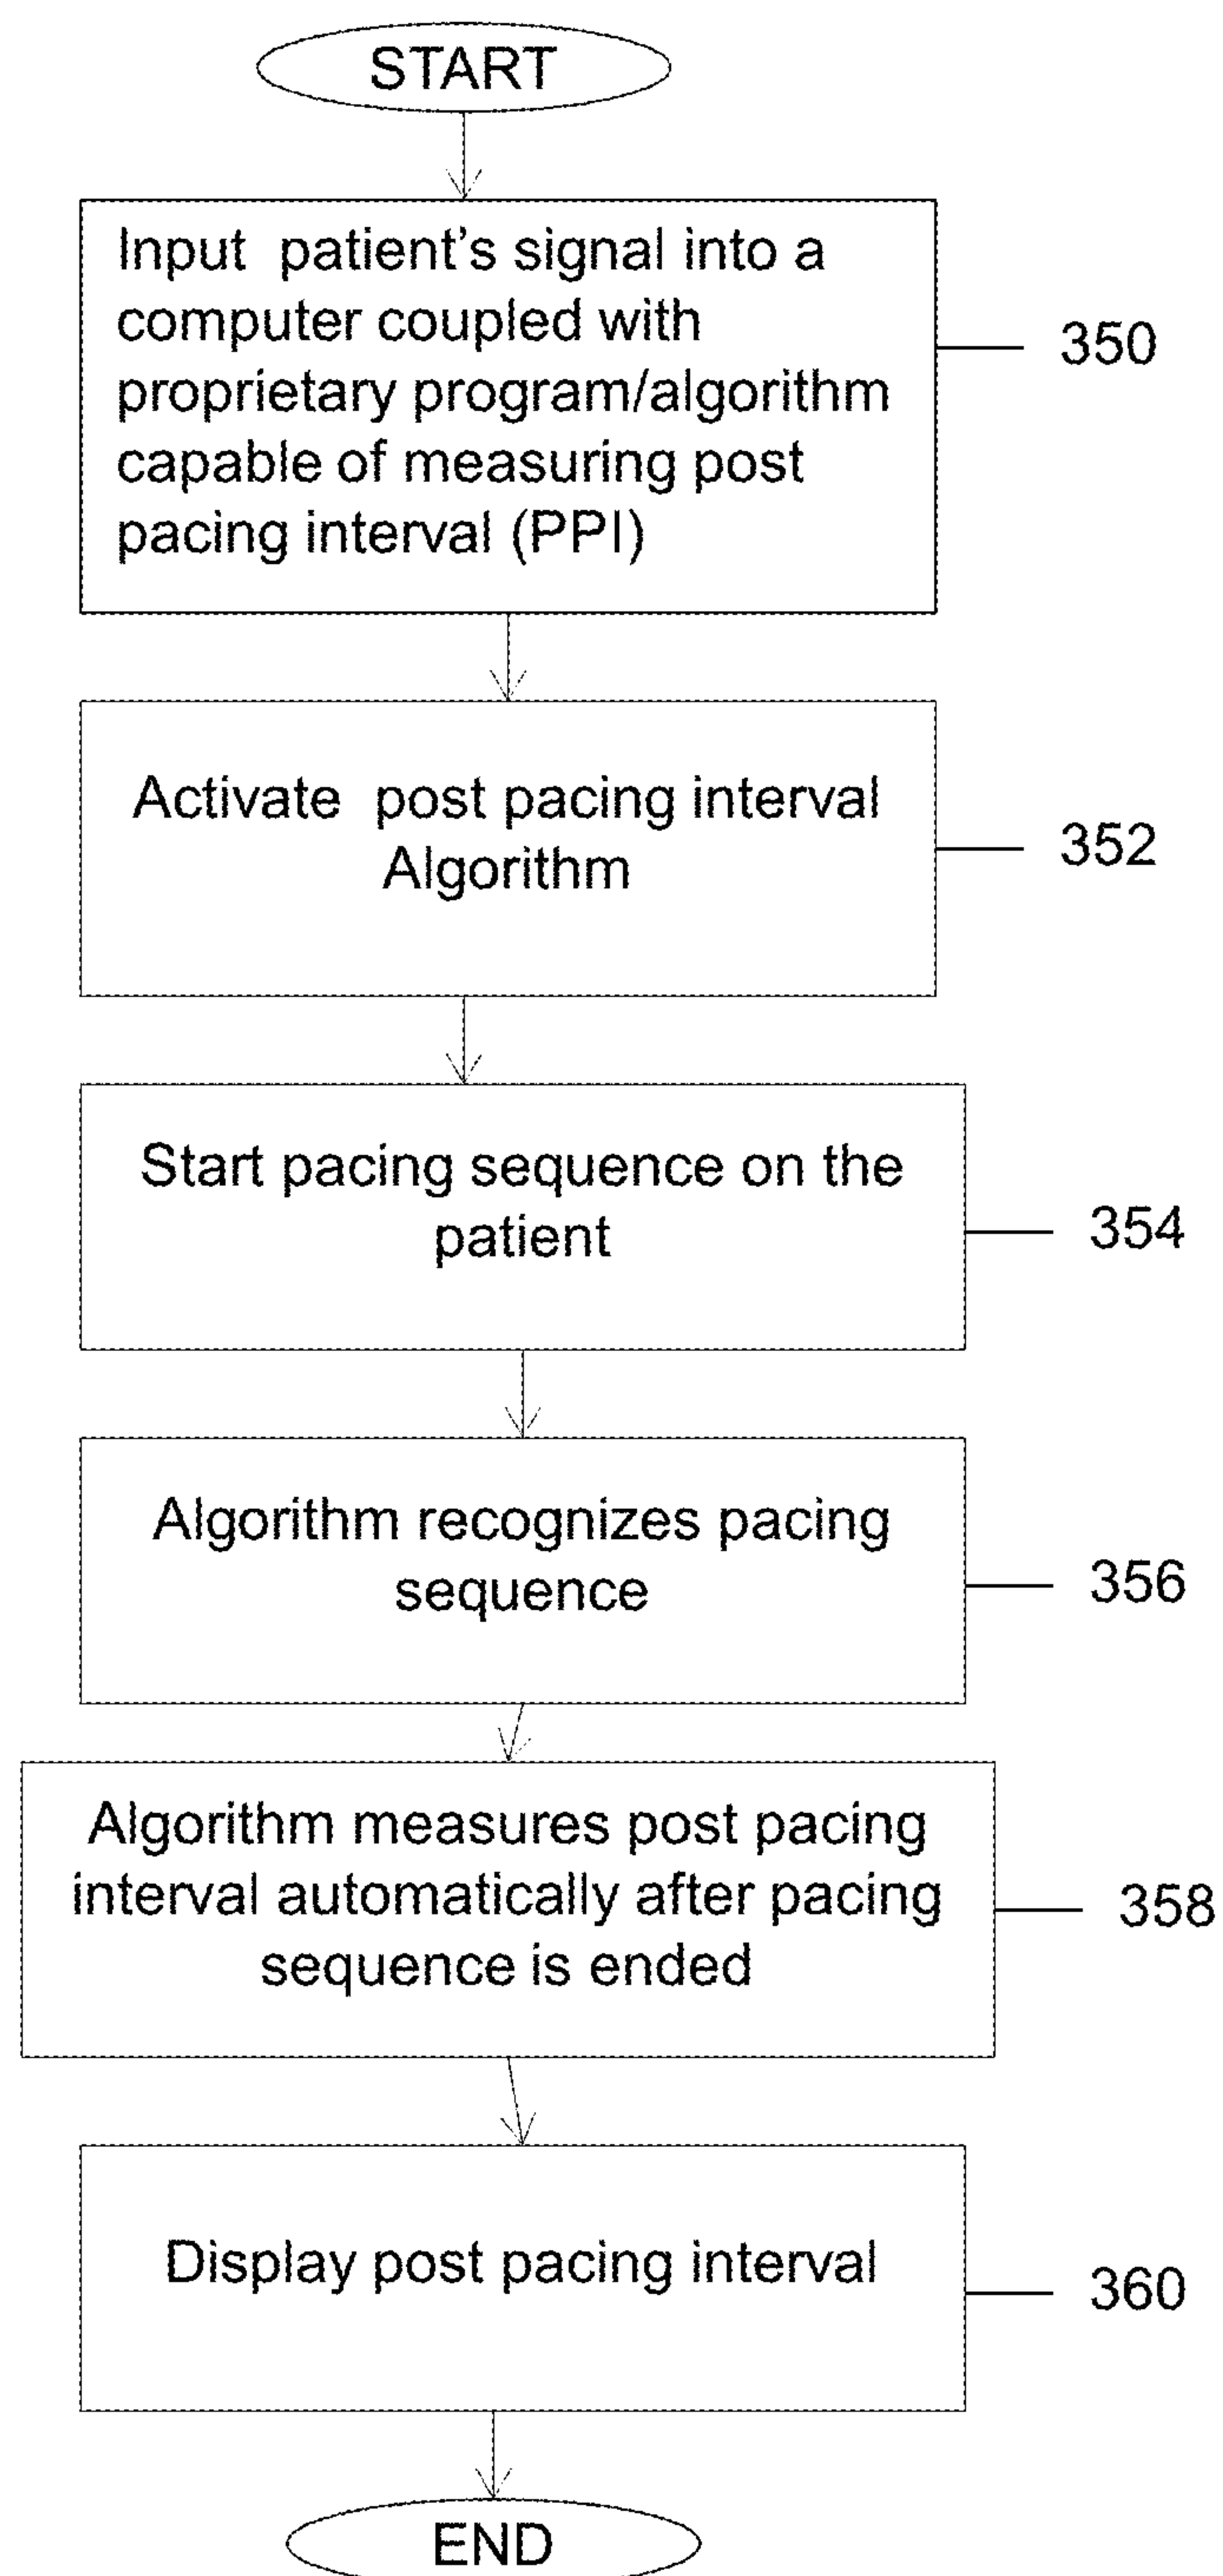 START
Input patient's signal into a
computer coupled with
proprietary program/algorithm
capable of measuring post
pacing interval (PPI)
350
Activate post pacing interval
Algorithm
352
Start pacing sequence on the
patient
354
Algorithm recognizes pacing
sequence
356
Algorithm measures post pacing
interval automatically after pacing
sequence is ended
358
Display post pacing interval
360
END